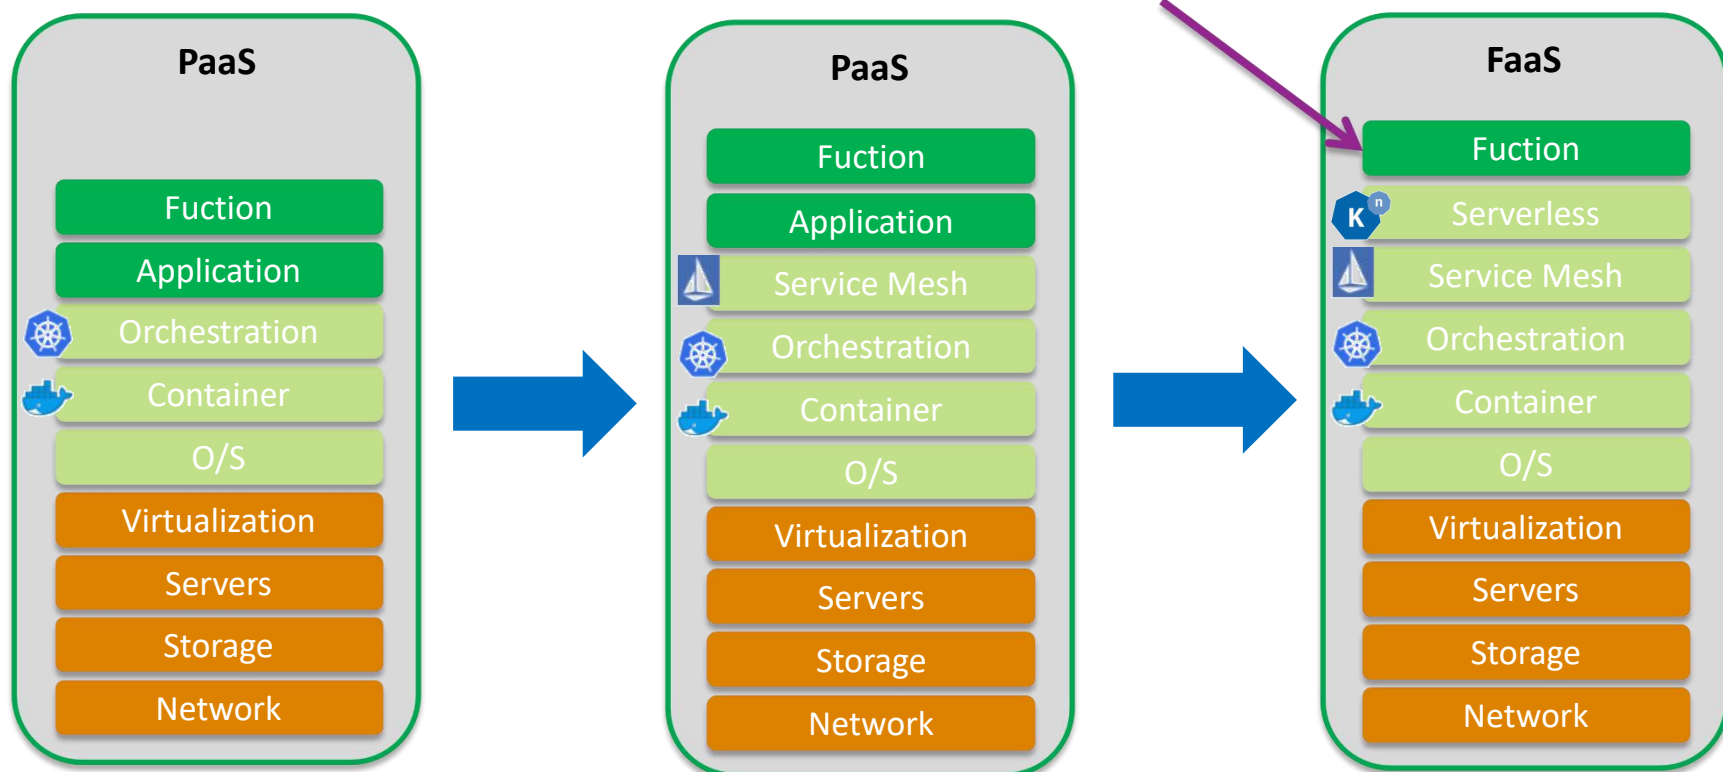 PaaS
Fuction
Application
Orchestration
Container
O/S
Virtualization
Servers
Storage
Network
PaaS
Fuction
Application
Service Mesh
Orchestration
Container
O/S
Virtualization
Servers
Storage
Network
FaaS
Fuction
K n
Serverless
Service Mesh
Orchestration
Container
O/S
Virtualization
Servers
Storage
Network